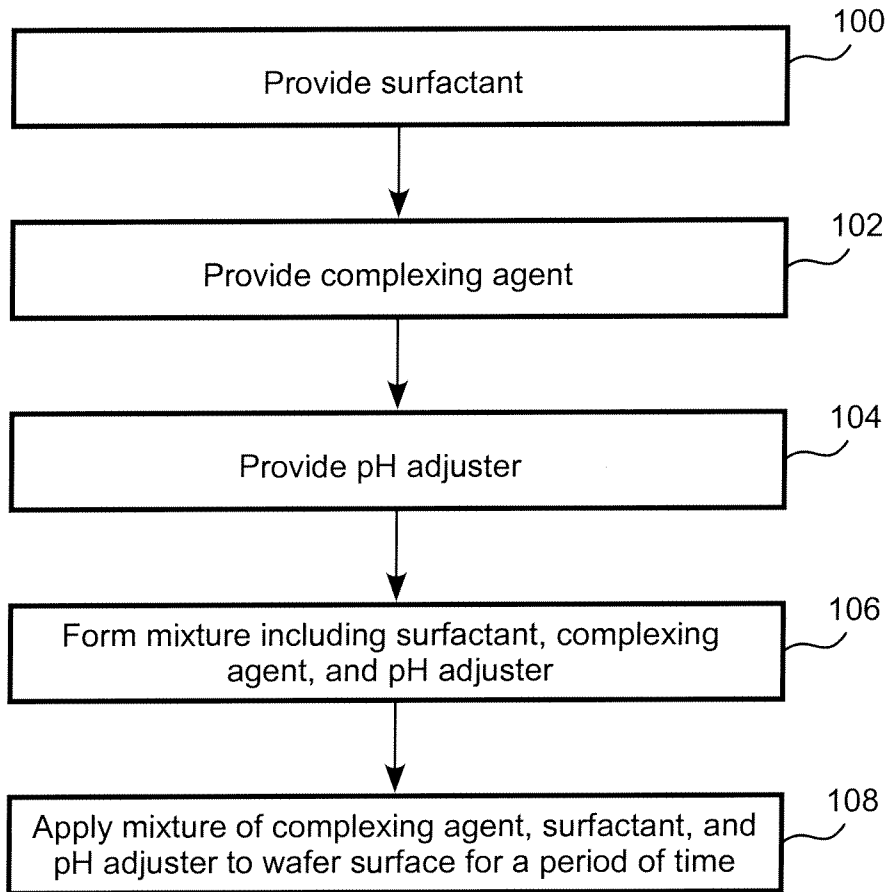 100
Provide surfactant
102
Provide complexing agent
104
Provide pH adjuster
106
Form mixture including surfactant, complexing
agent, and pH adjuster
108
Apply mixture of complexing agent, surfactant, and
pH adjuster to wafer surface for a period of time